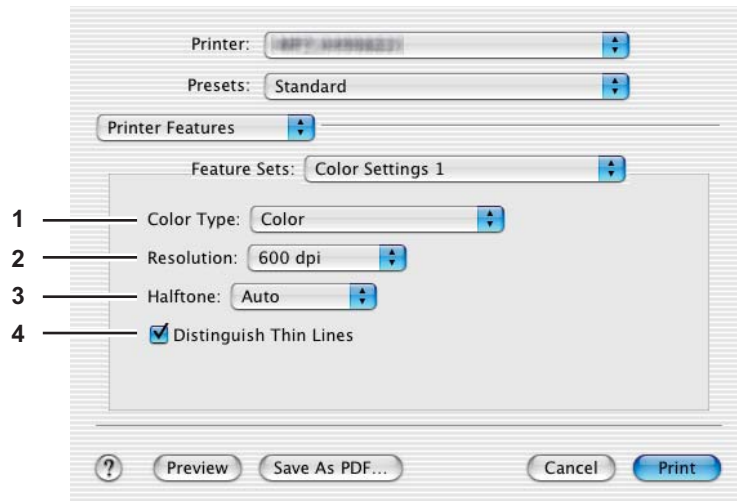 Printer:
Presets: Standard
Printer Features
Feature Sets: Color Settings 1
1 Color Type: Color
2 Resolution: 600 dpi
3 Halftone: Auto
4 Distinguish Thin Lines
? Preview Save As PDF... Cancel Print